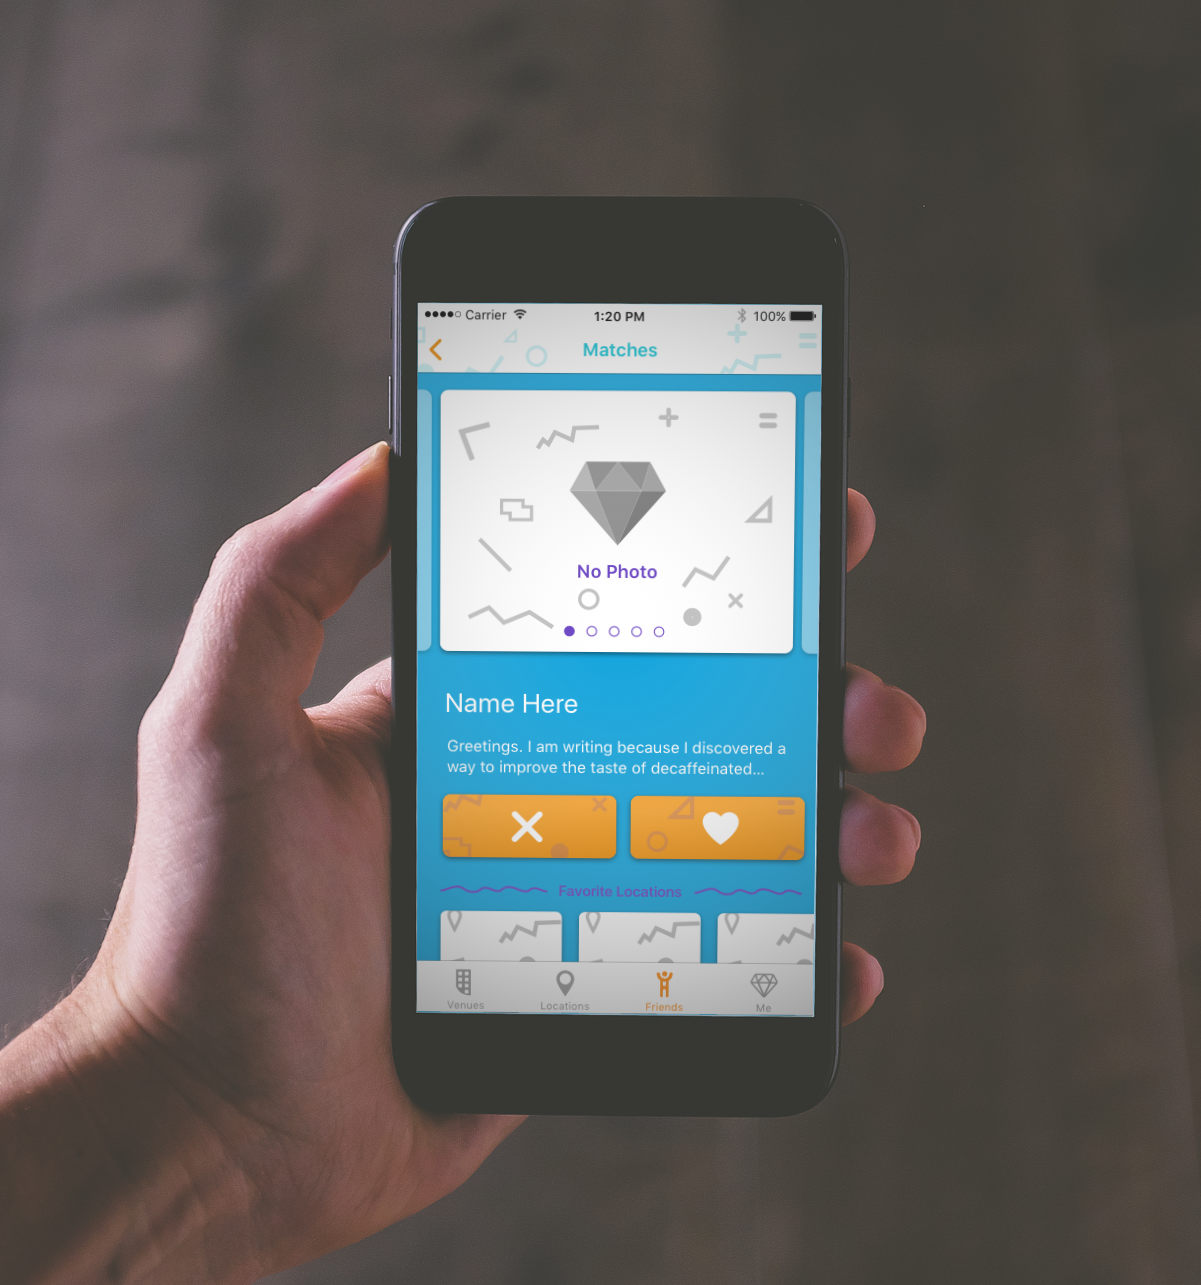 Carrier 1:20 PM 100%
Matches
No Photo
Name Here
Greetings. I am writing because I discovered a
way to improve the taste of decaffeinated...
Favorite Locations
Venues Locations Friends Me